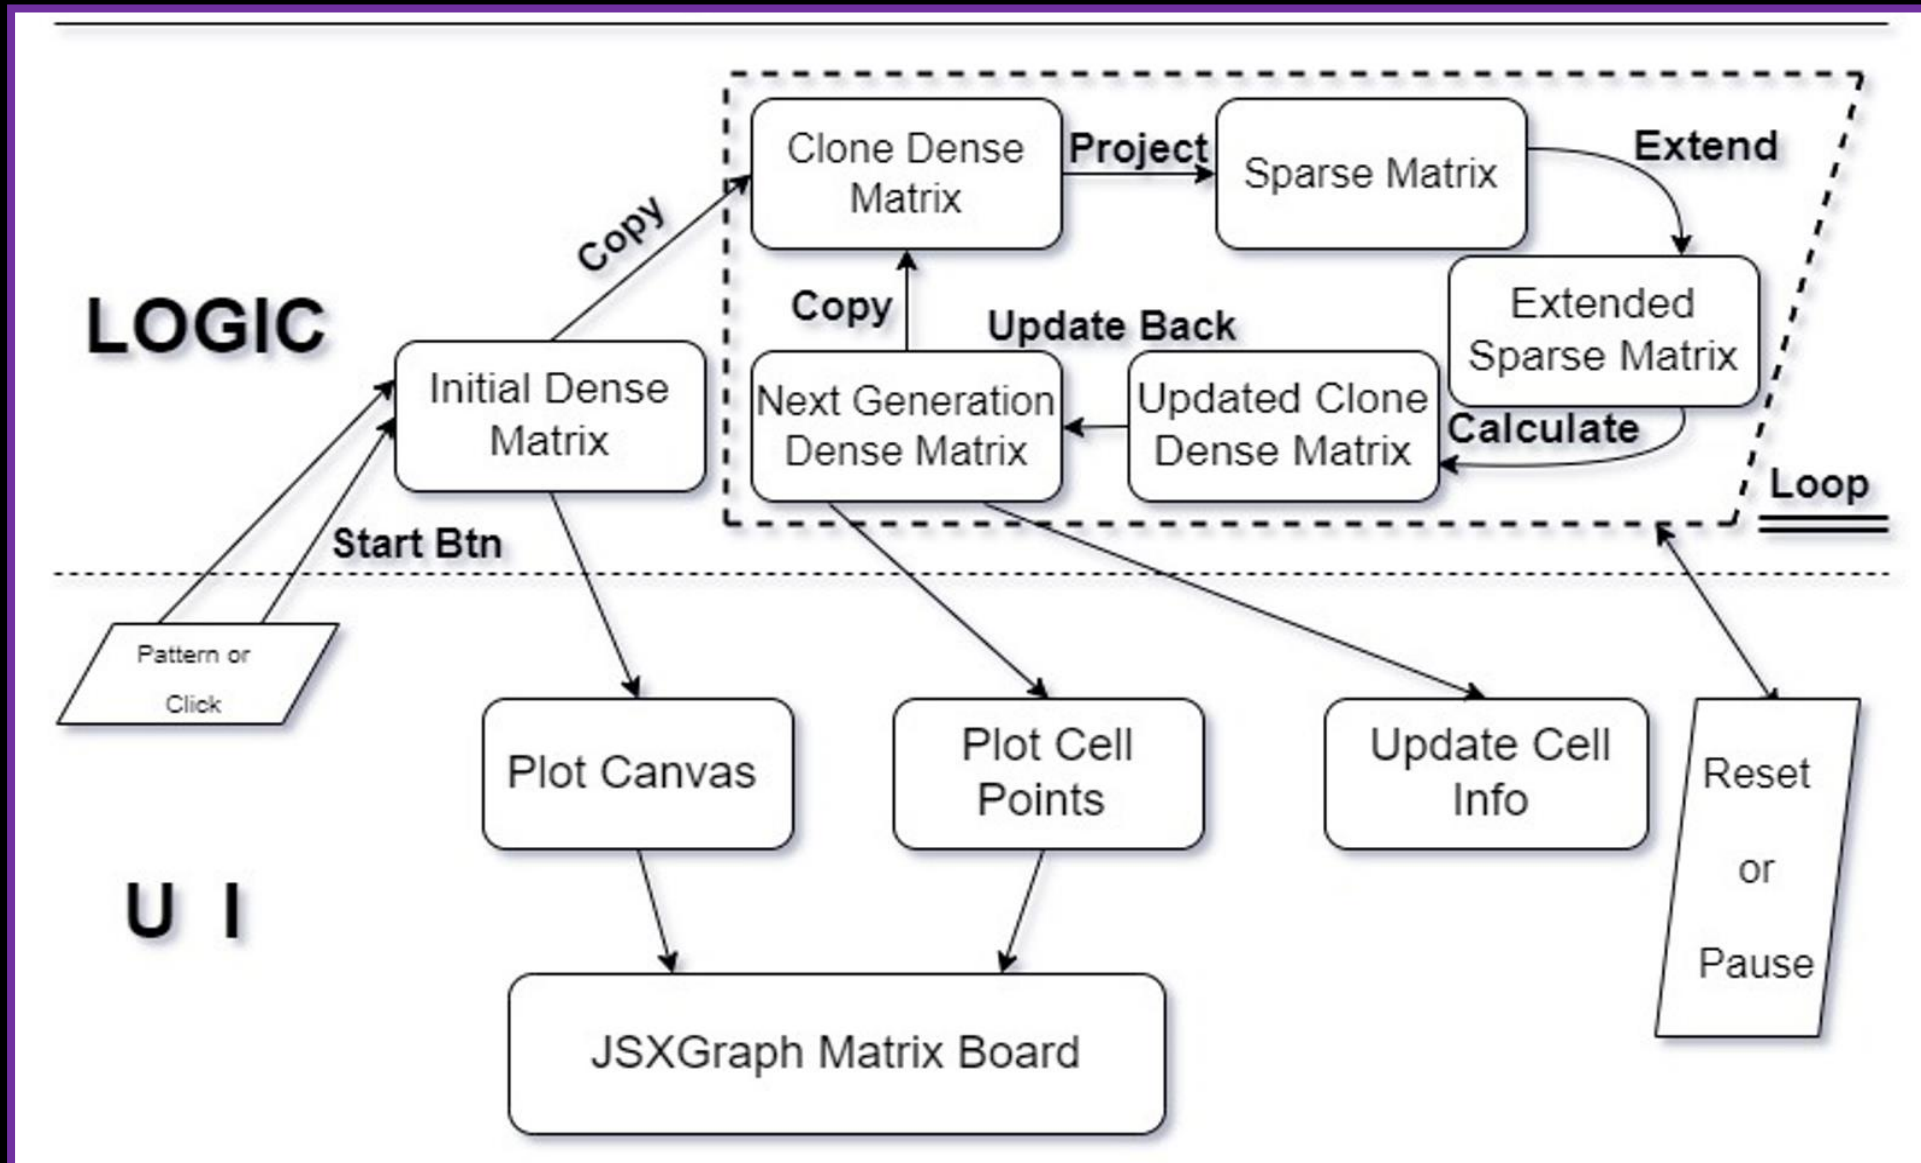 Clone Dense
Matrix
Project
Sparse Matrix
Extend
Copy
LOGIC
Copy
Update Back
Extended
Sparse Matrix
Initial Dense
Matrix
Next Generation
Dense Matrix
Updated Clone
Dense Matrix
Calculate
Loop
Start Btn
Pattern or
Click
Plot Canvas
Plot Cell
Points
Update Cell
Info
Reset
or
Pause
U I
JSXGraph Matrix Board